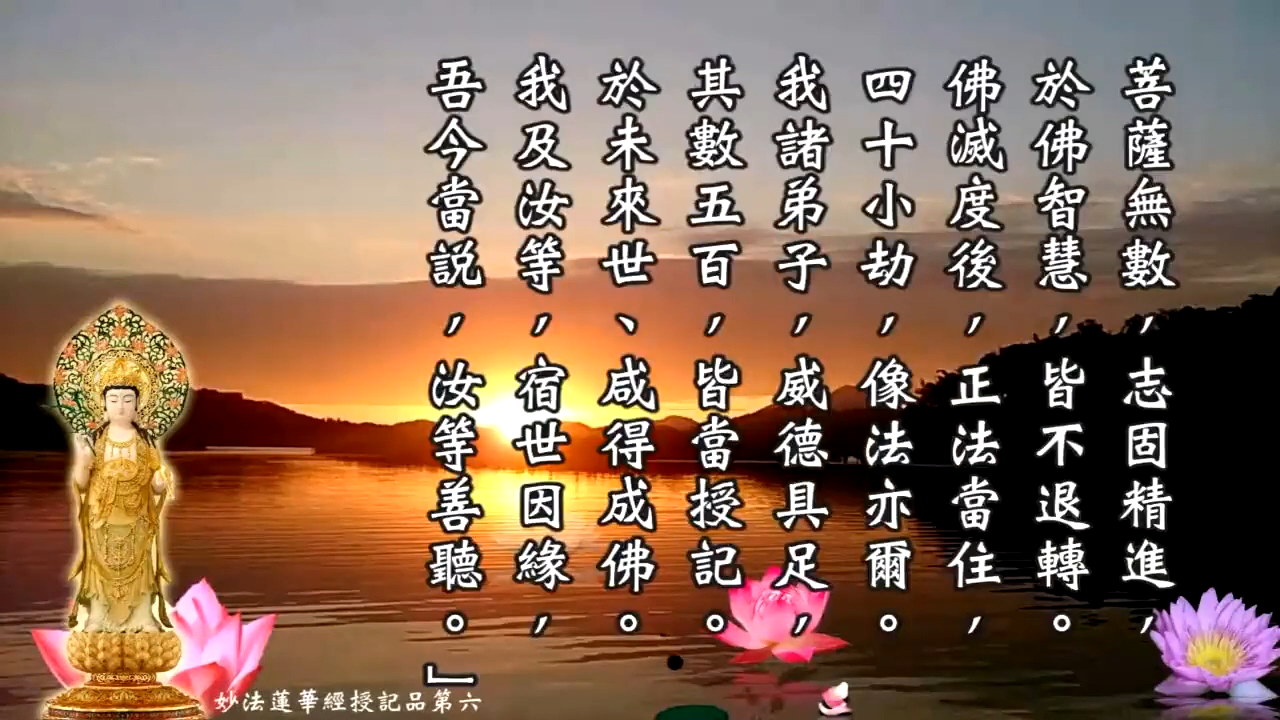 菩薩無數，志固精進，
於佛智慧，皆不退轉。
佛滅度後，正法當住，
四十小劫，像法亦爾。
我諸弟子，威德具足，
其數五百，皆當授記。
於未來世、咸得成佛。
我及汝等，宿世因緣，
吾今當説，汝等善聽。」
妙法蓮華經授記品第六